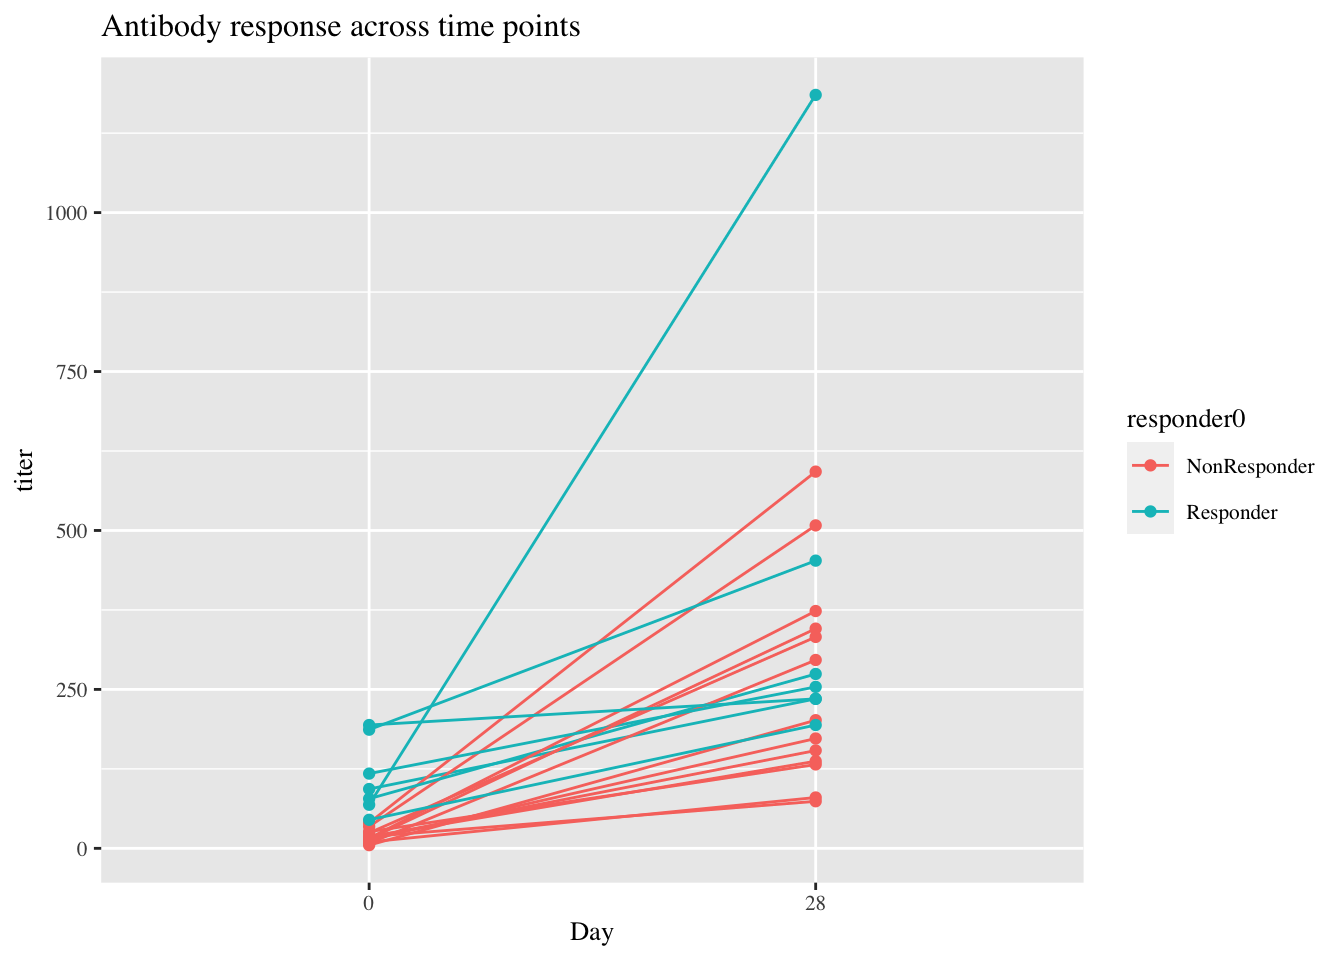 Antibody response across time points
1000
750
500
250
0
titer
0
28
Day
responder0
NonResponder
Responder